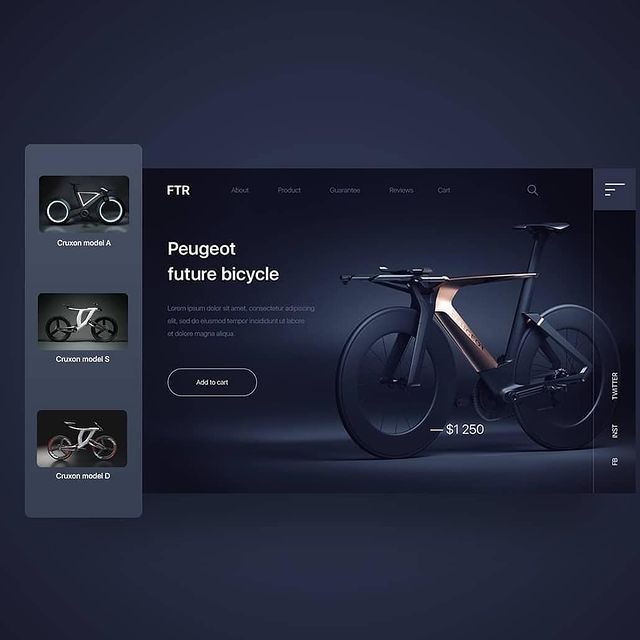 FTR
About
Product
Guarantee
Reviews
Cart
Cruxon model A
Cruxon model S
Cruxon model D
Peugeot
future bicycle
Lorem ipsum dolor sit amet, consectetur adipiscing
elit, sed do eiusmod tempor incididunt ut labore
et dolore magna aliqua.
Add to cart
$1 250
TWITTER
INST
FB